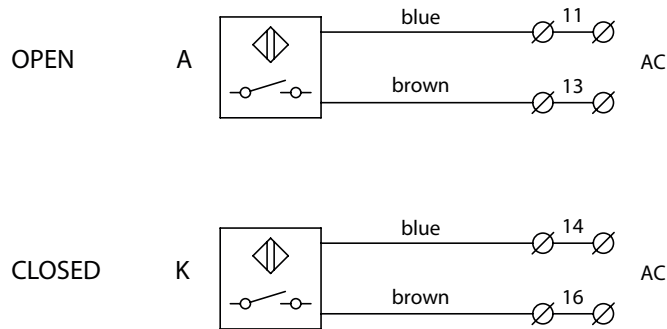 blue 11
OPEN A AC
brown 13
blue 14
CLOSED K AC
brown 16